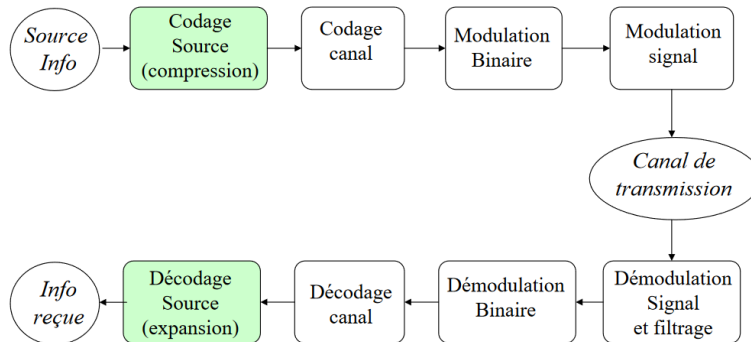 Source
Info
Codage
Source
(compression)
Codage
canal
Modulation
Binaire
Modulation
signal
Canal de
transmission
Info
reçue
Décodage
Source
(expansion)
Décodage
canal
Démodulation
Binaire
Démodulation
Signal
et filtrage